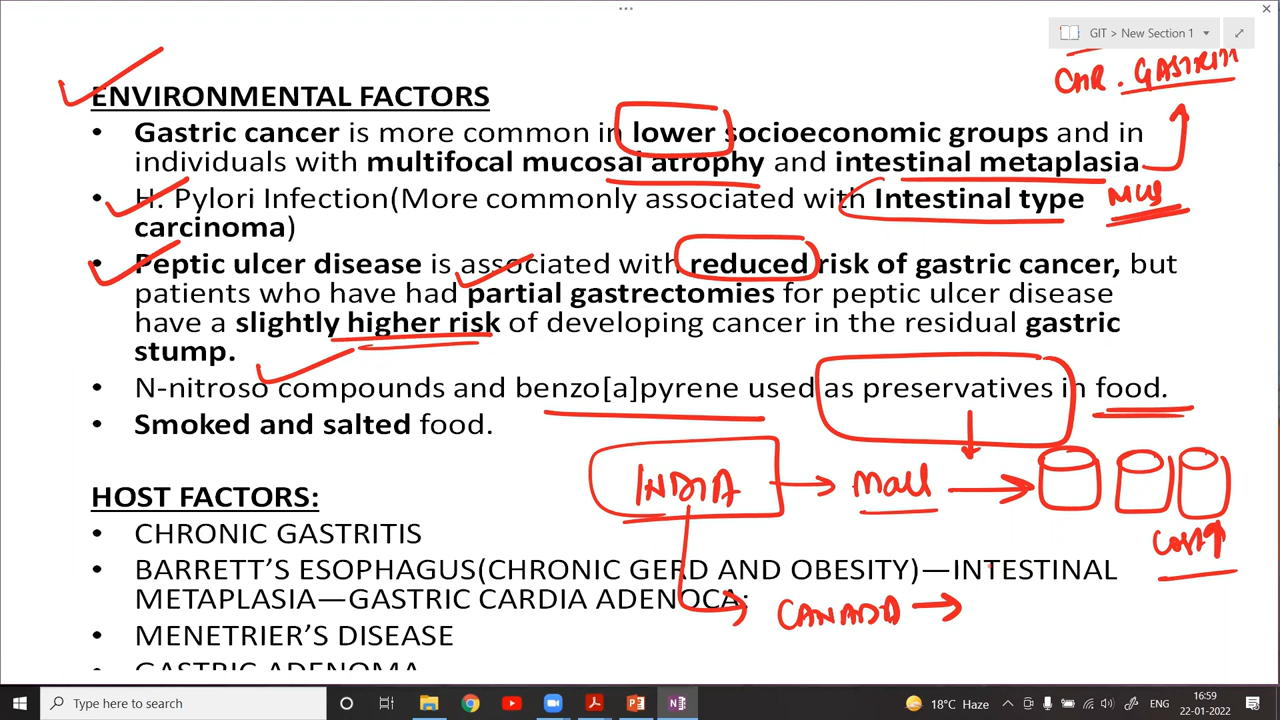 GIT > New Section 1
CHR. GASTRITI
ENVIRONMENTAL FACTORS
• Gastric cancer is more common in lower socioeconomic groups and in
individuals with multifocal mucosal atrophy and intestinal metaplasia
• H. Pylori Infection(More commonly associated with Intestinal type
carcinoma)
• Peptic ulcer disease is associated with reduced risk of gastric cancer, but
patients who have had partial gastrectomies for peptic ulcer disease
have a slightly higher risk of developing cancer in the residual gastric
stump.
• N-nitroso compounds and benzo[a]pyrene used as preservatives in food.
• Smoked and salted food.
INDIA → Mall →
HOST FACTORS:
• CHRONIC GASTRITIS
• BARRETT’S ESOPHAGUS(CHRONIC GERD AND OBESITY)—INTESTINAL
METAPLASIA—GASTRIC CARDIA ADENOCA:
CANADA →
• MENETRIER’S DISEASE
• GASTRIC ADENOMA
Type here to search
18°C Haze
ENG
16:59
22-01-2022